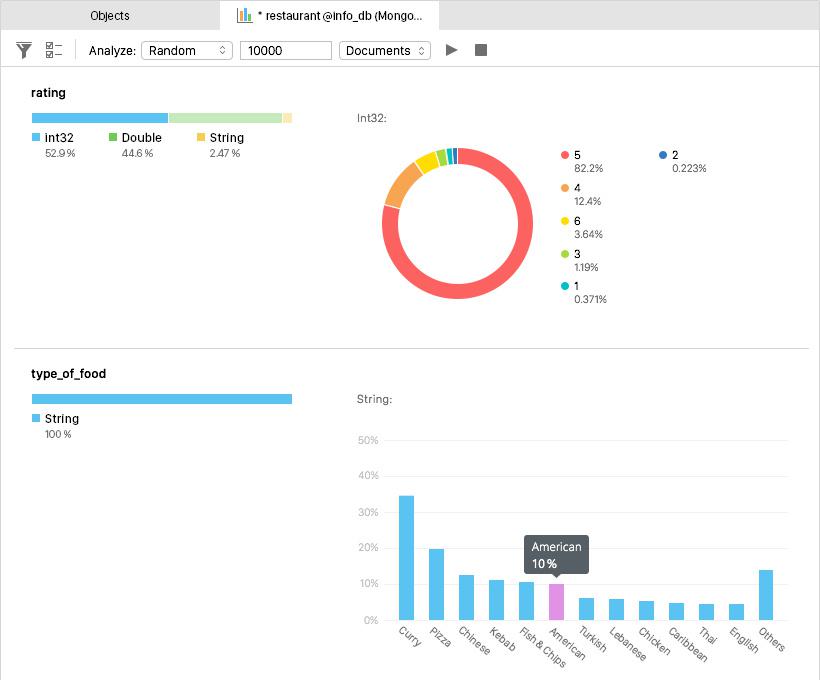 Objects
* restaurant @info_db (Mongo...
Analyze: Random 10000 Documents
rating
int32 Double String
52.9% 44.6 % 2.47 %
Int32:
5 2
82.2% 0.223%
4
12.4%
6
3.64%
3
1.19%
1
0.371%
type_of_food
String
100 %
String:
50%
40%
30%
20%
10%
0%
American
10 %
Curry Pizza Chinese Kebab Fish & Chips American Turkish Lebanese Chicken Caribbean Thai English Others